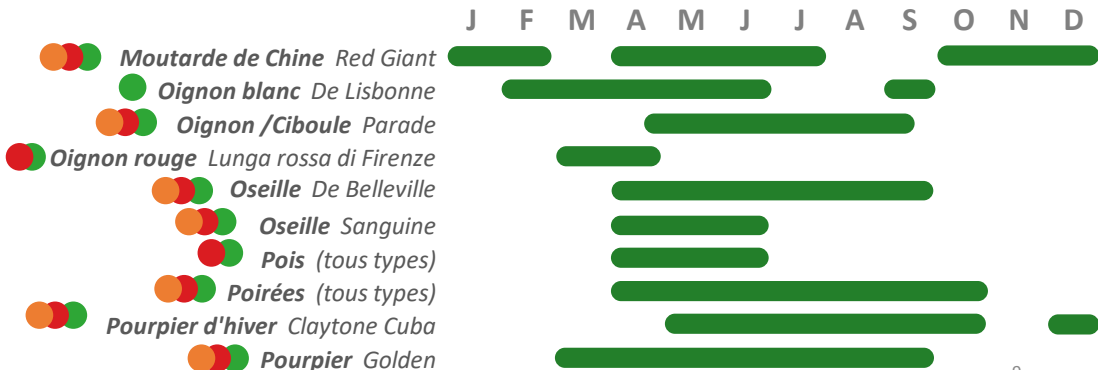 J F M A M J J A S O N D
Moutarde de Chine Red Giant
Oignon blanc De Lisbonne
Oignon /Ciboule Parade
Oignon rouge Lunga rossa di Firenze
Oseille De Belleville
Oseille Sanguine
Pois (tous types)
Poirées (tous types)
Pourpier d'hiver Claytone Cuba
Pourpier Golden